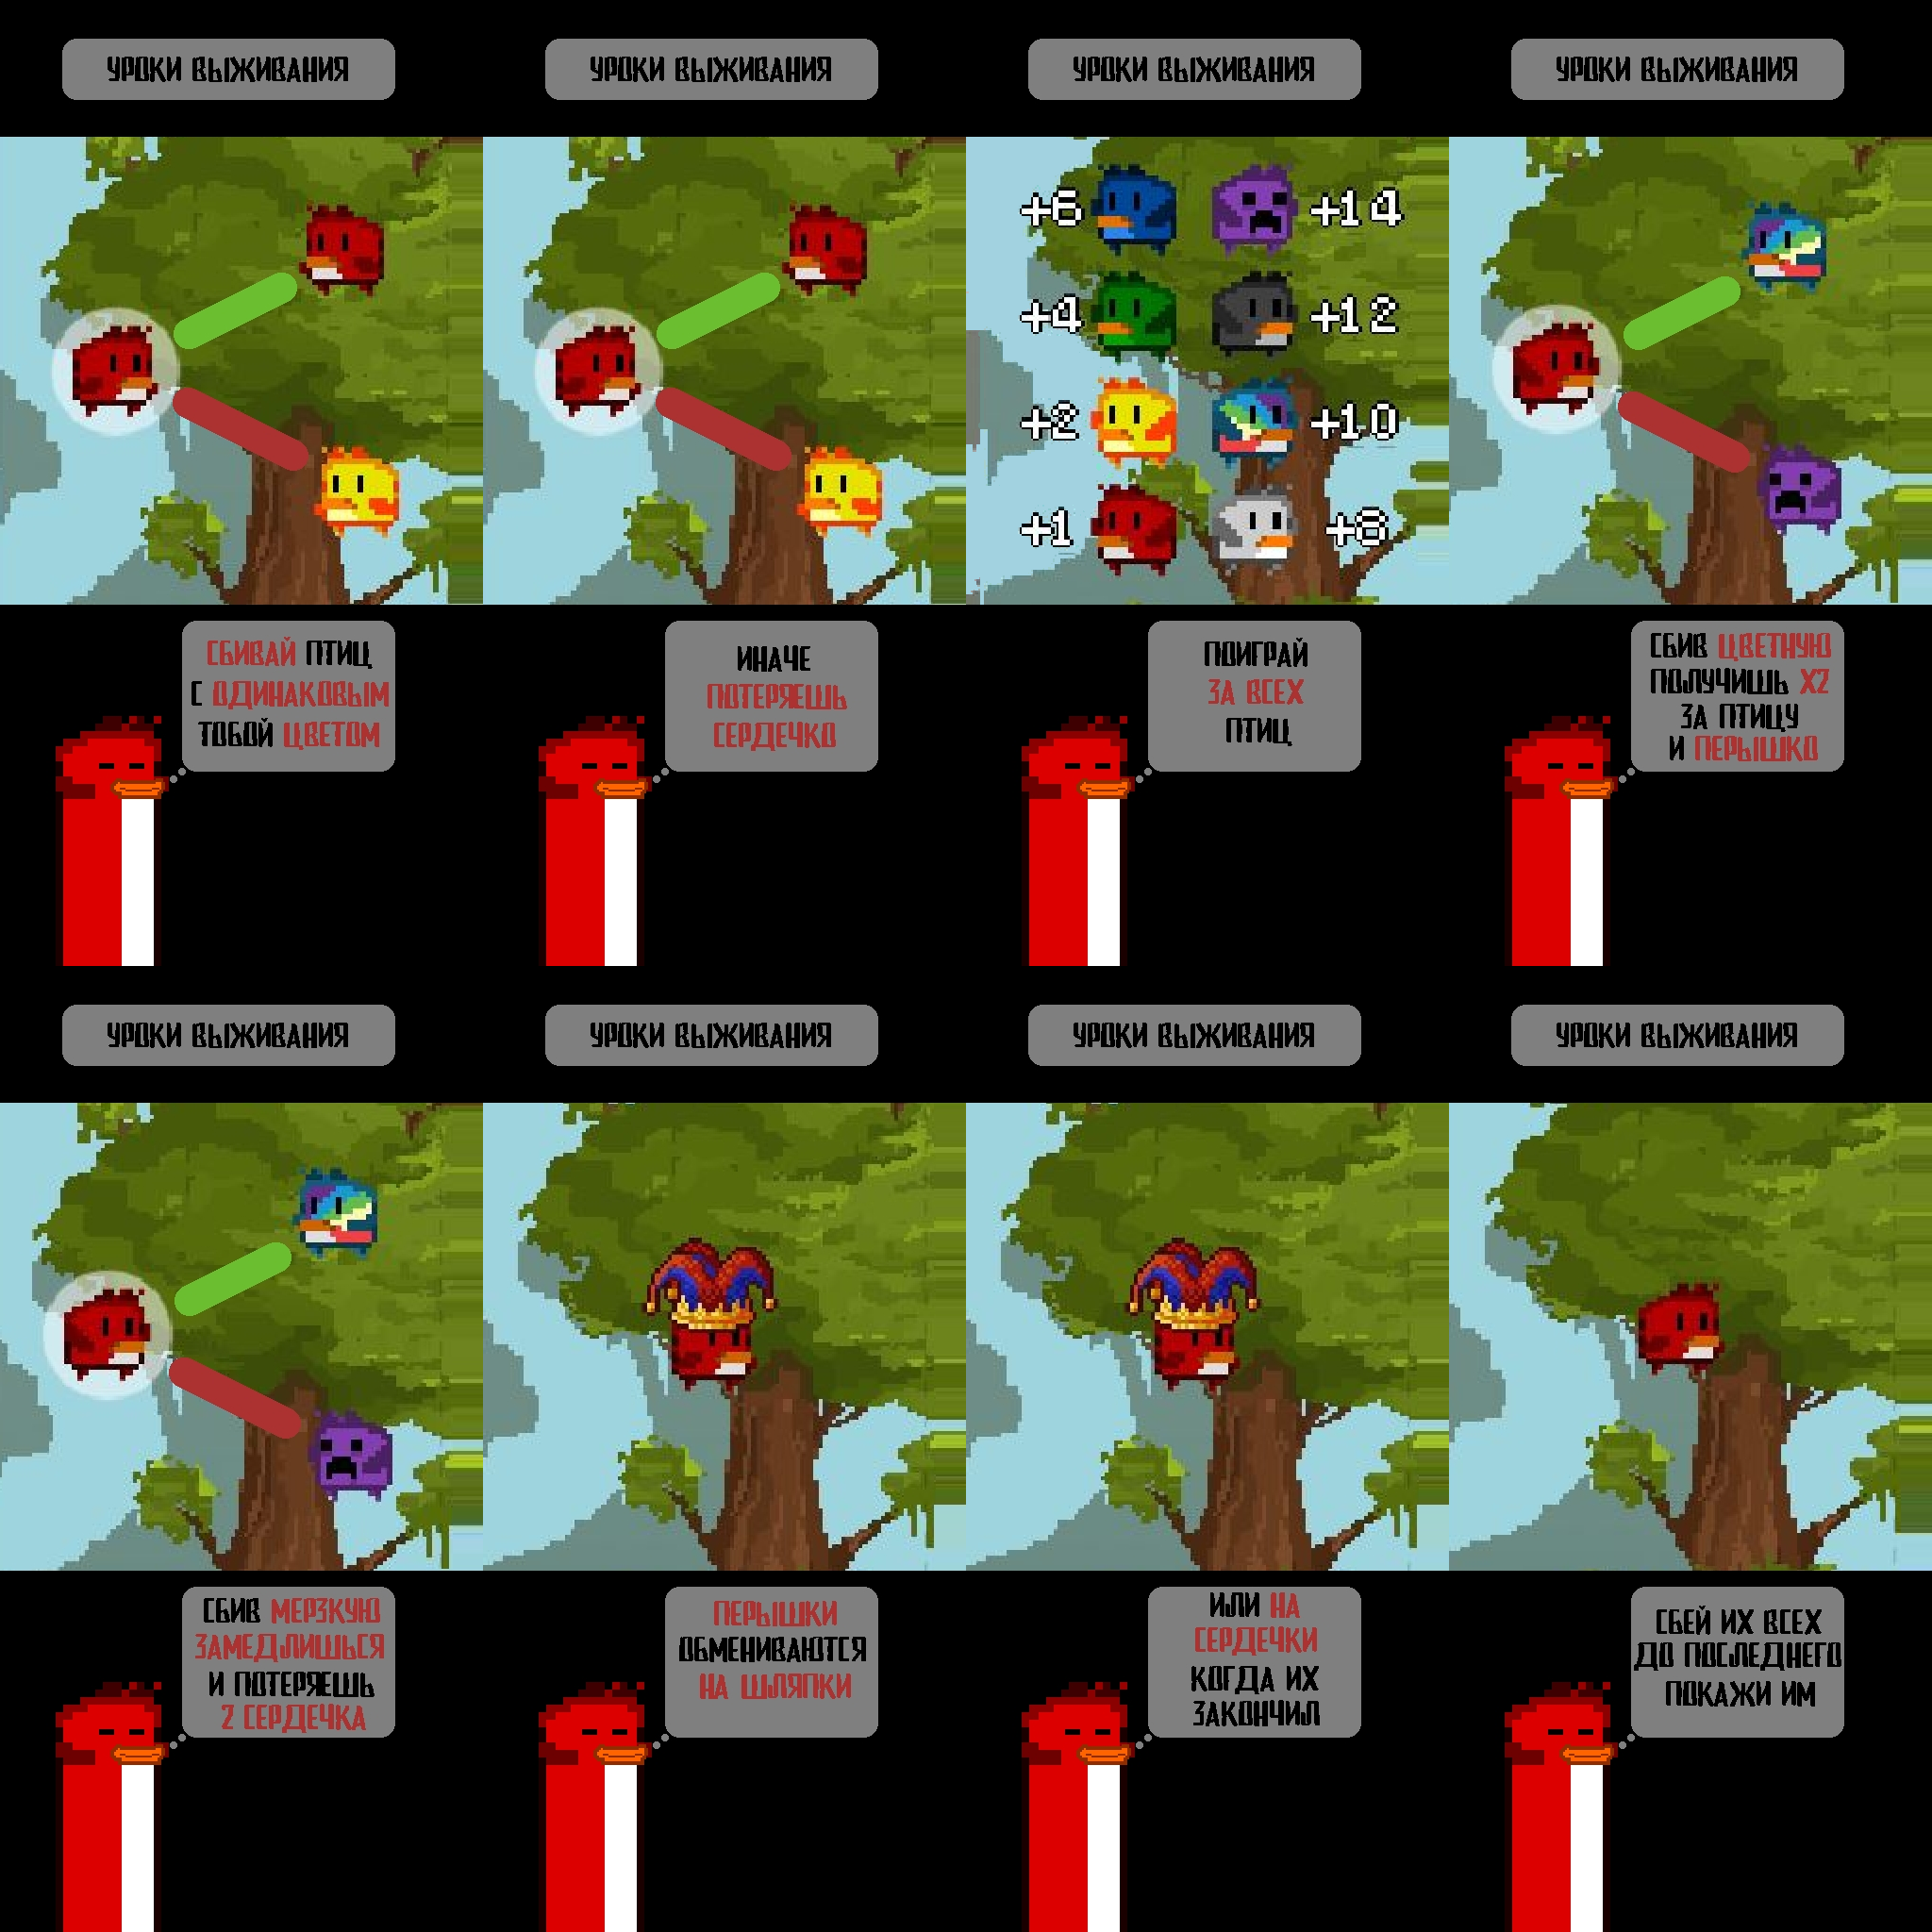 УРОКИ ВЫЖИВАНИЯ
СБИВАЙ ПТИЦ
С ОДИНАКОВЫМ
ТОБОЙ ЦВЕТОМ
УРОКИ ВЫЖИВАНИЯ
ИНАЧЕ
ПОТЕРЯЕШЬ
СЕРДЕЧКО
УРОКИ ВЫЖИВАНИЯ
+6
+14
+4
+12
+2
+10
+1
+8
ПОИГРАЙ
ЗА ВСЕХ
ПТИЦ
УРОКИ ВЫЖИВАНИЯ
СБИВ ЦВЕТНУЮ
ПОЛУЧИШЬ Х2
ЗА ПТИЦУ
И ПЕРЫШКО
УРОКИ ВЫЖИВАНИЯ
СБИВ МЕРЗКУЮ
ЗАМЕДЛИШЬСЯ
И ПОТЕРЯЕШЬ
2 СЕРДЕЧКА
УРОКИ ВЫЖИВАНИЯ
ПЕРЫШКИ
ОБМЕНИВАЮТСЯ
НА ШЛЯПКИ
УРОКИ ВЫЖИВАНИЯ
ИЛИ НА
СЕРДЕЧКИ
КОГДА ИХ
ЗАКОНЧИЛ
УРОКИ ВЫЖИВАНИЯ
СБЕЙ ИХ ВСЕХ
ДО ПОСЛЕДНЕГО
ПОКАЖИ ИМ